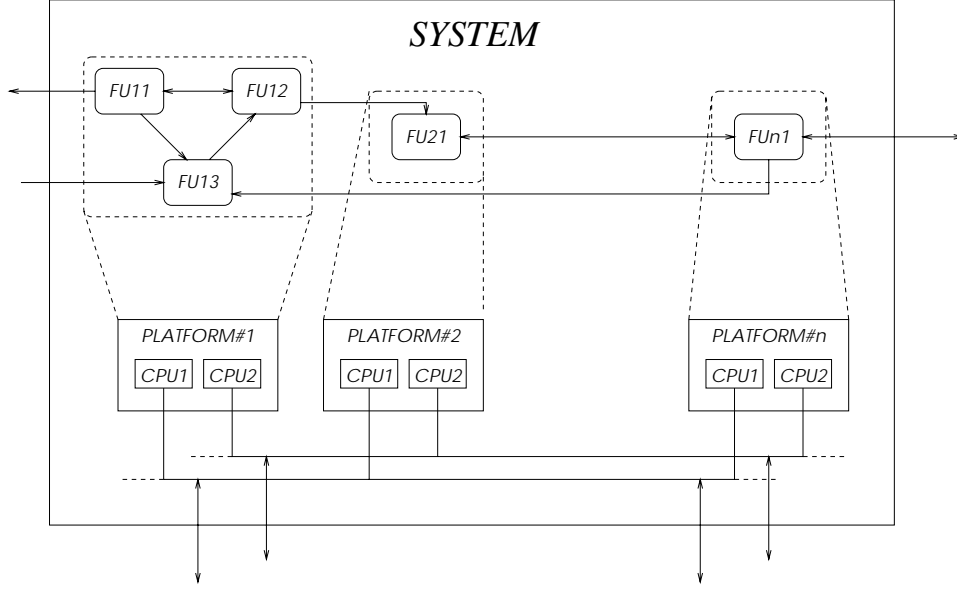 SYSTEM
FU11
FU12
FU21
FUn1
FU13
PLATFORM#1
PLATFORM#2
PLATFORM#n
CPU1 CPU2
CPU1 CPU2
CPU1 CPU2